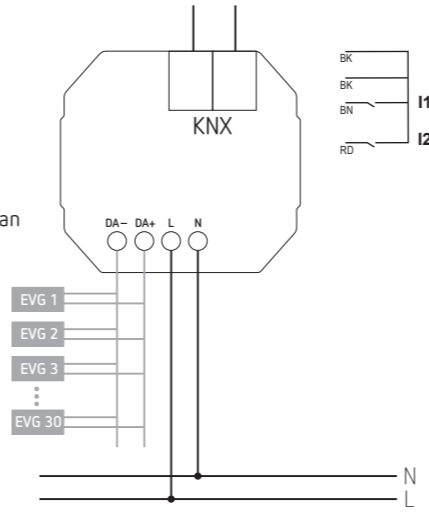 BK
BK
BN I1
RD I2
KNX
an
DA− DA+ L N
EVG 1
EVG 2
EVG 3
EVG 30
N
L